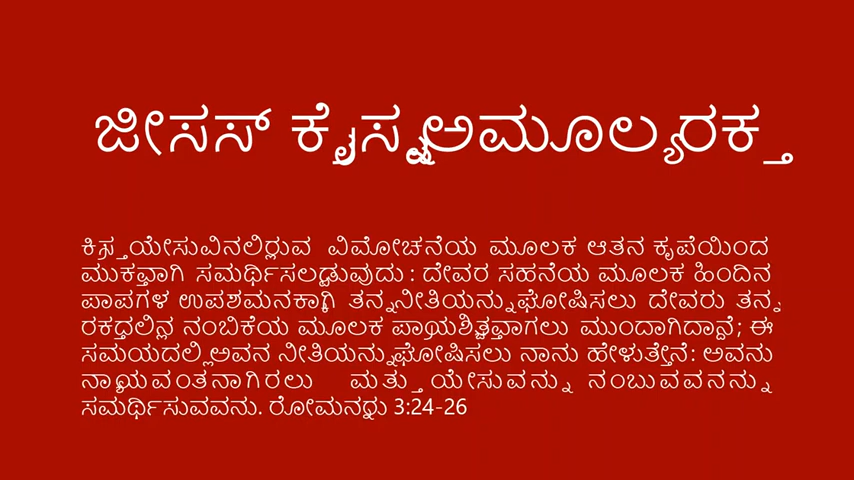 ಜೀಸಸ್ ಕ್ರೈಸ್ನ ಅಮೂಲ್ಯ ರಕ್ತ
ಕ್ರಿಸ್ತ ಯೇಸುವಿನಲ್ಲಿರುವ ವಿಮೋಚನೆಯ ಮೂಲಕ ಆತನ ಕೃಪೆಯಿಂದ
ಮುಕ್ತವಾಗಿ ಸಮರ್ಥಿಸಲ್ಪಡುವುದು: ದೇವರ ಸಹನೆಯ ಮೂಲಕ ಹಿಂದಿನ
ಪಾಪಗಳ ಉಪಶಮನಕ್ಕಾಗಿ ತನ್ನ ನೀತಿಯನ್ನು ಘೋಷಿಸಲು ದೇವರು ತನ್ನ
ರಕ್ತದಲ್ಲಿನ ನಂಬಿಕೆಯ ಮೂಲಕ ಪ್ರಾಯಶ್ಚಿತ್ತವಾಗಲು ಮುಂದಾಗಿದ್ದಾನೆ; ಈ
ಸಮಯದಲ್ಲಿ ಅವನ ನೀತಿಯನ್ನು ಘೋಷಿಸಲು ನಾನು ಹೇಳುತ್ತೇನೆ: ಅವನು
ನ್ಯಾಯವಂತನಾಗಿರಲು ಮತ್ತು ಯೇಸುವನ್ನು ನಂಬುವವನನ್ನು
ಸಮರ್ಥಿಸುವವನು. ರೋಮನ್ನರು 3:24-26